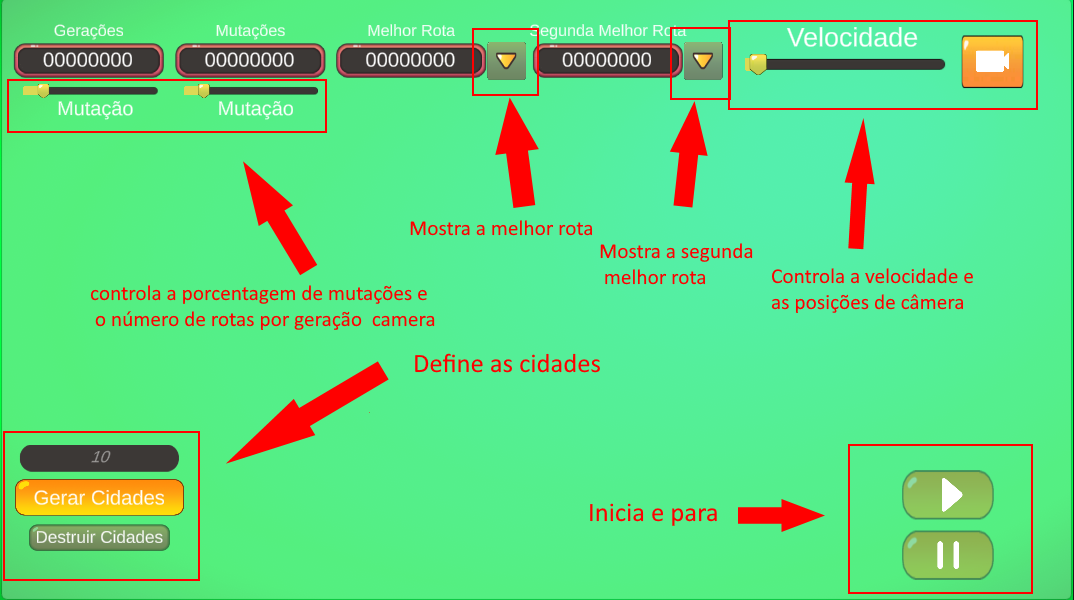 Gerações
Mutações
Melhor Rota
Segunda Melhor Rota
Velocidade
00000000
00000000
00000000
00000000
Mutação
Mutação
Mostra a melhor rota
Mostra a segunda
melhor rota
Controla a velocidade e
as posições de câmera
controla a porcentagem de mutações e
o número de rotas por geração camera
Define as cidades
10
Gerar Cidades
Destruir Cidades
Inicia e para